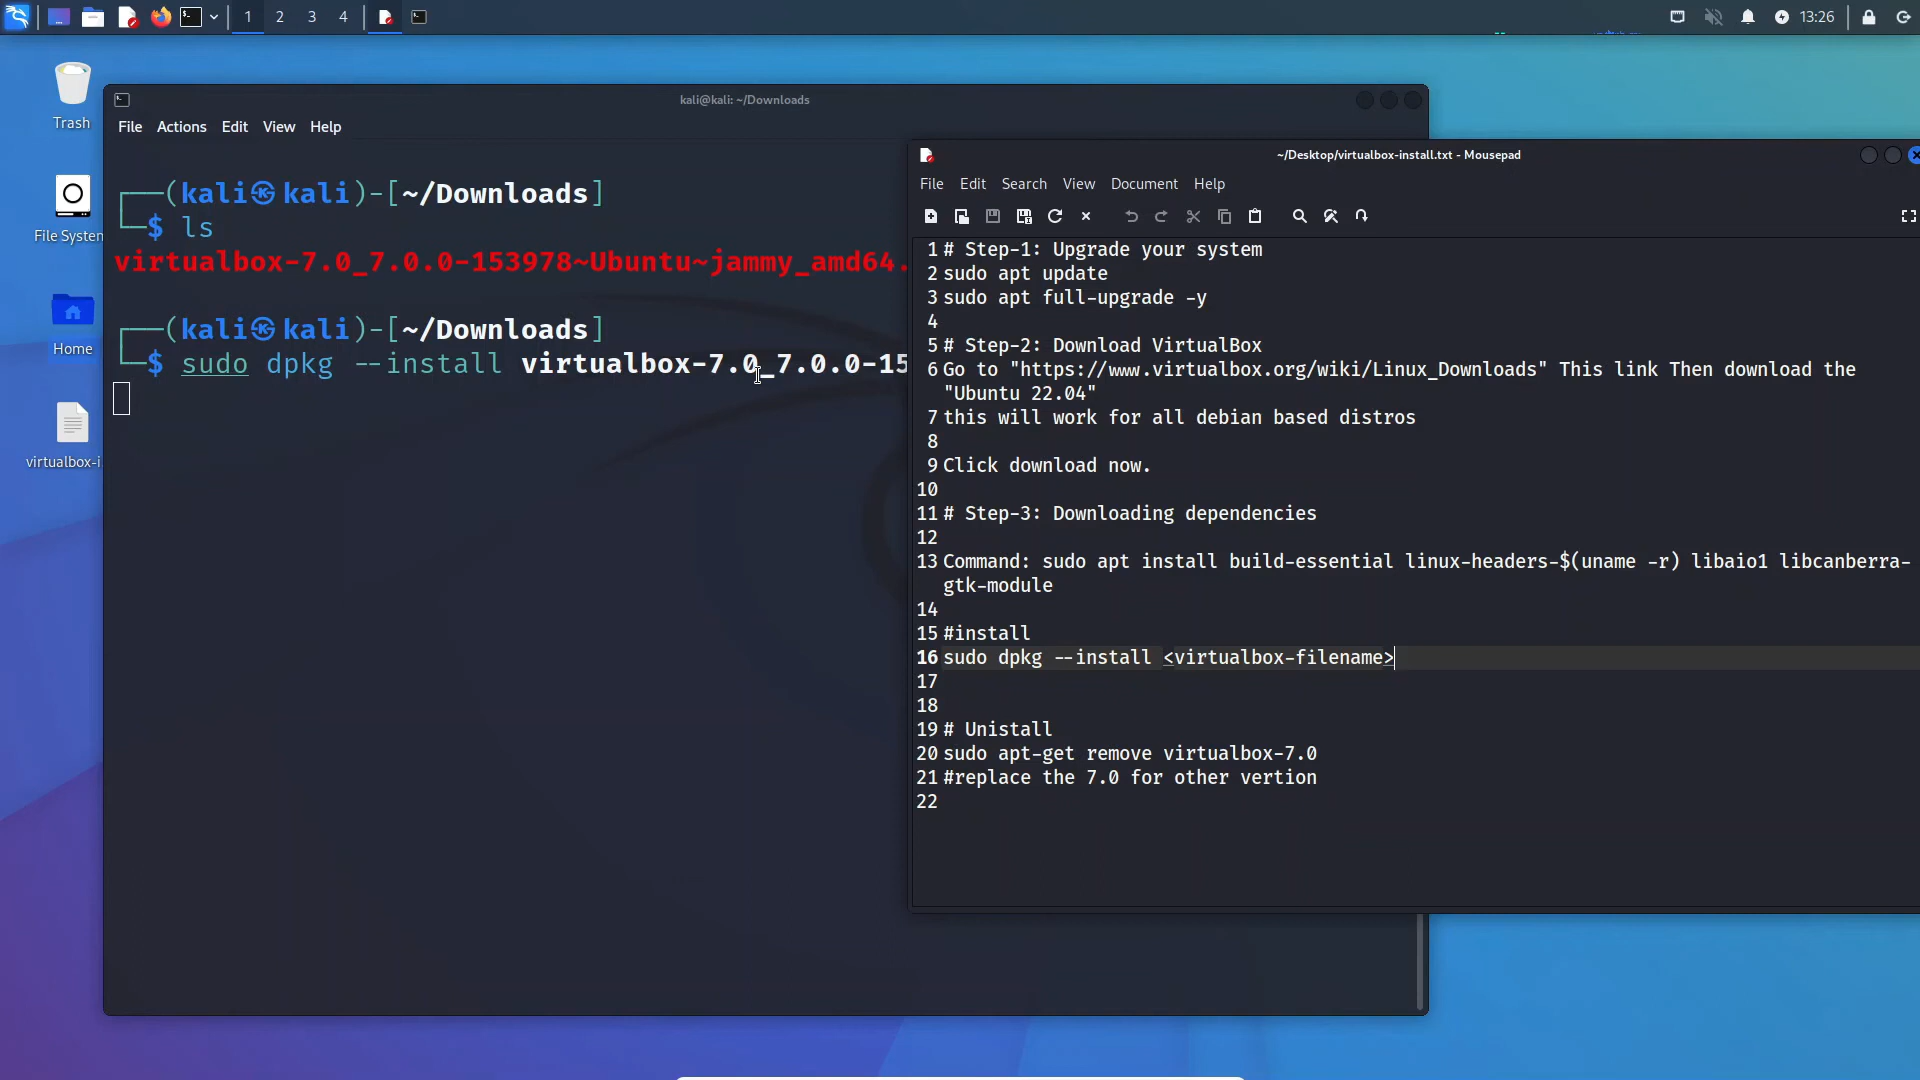 1
2
3
4
13:26
Trash
File System
Home
virtualbox-i
kali@kali: ~/Downloads
File Actions Edit View Help
┌──(kali㉿kali)-[~/Downloads]
└─$ ls
virtualbox-7.0_7.0.0-153978~Ubuntu~jammy_amd64.
┌──(kali㉿kali)-[~/Downloads]
└─$ sudo dpkg --install virtualbox-7.0_7.0.0-15
~/Desktop/virtualbox-install.txt - Mousepad
File Edit Search View Document Help
1 # Step-1: Upgrade your system
2 sudo apt update
3 sudo apt full-upgrade -y
4
5 # Step-2: Download VirtualBox
6 Go to "https://www.virtualbox.org/wiki/Linux_Downloads" This link Then download the
"Ubuntu 22.04"
7 this will work for all debian based distros
8
9 Click download now.
10
11 # Step-3: Downloading dependencies
12
13 Command: sudo apt install build-essential linux-headers-$(uname -r) libaio1 libcanberra-
gtk-module
14
15 #install
16 sudo dpkg --install <virtualbox-filename>
17
18
19 # Unistall
20 sudo apt-get remove virtualbox-7.0
21 #replace the 7.0 for other vertion
22